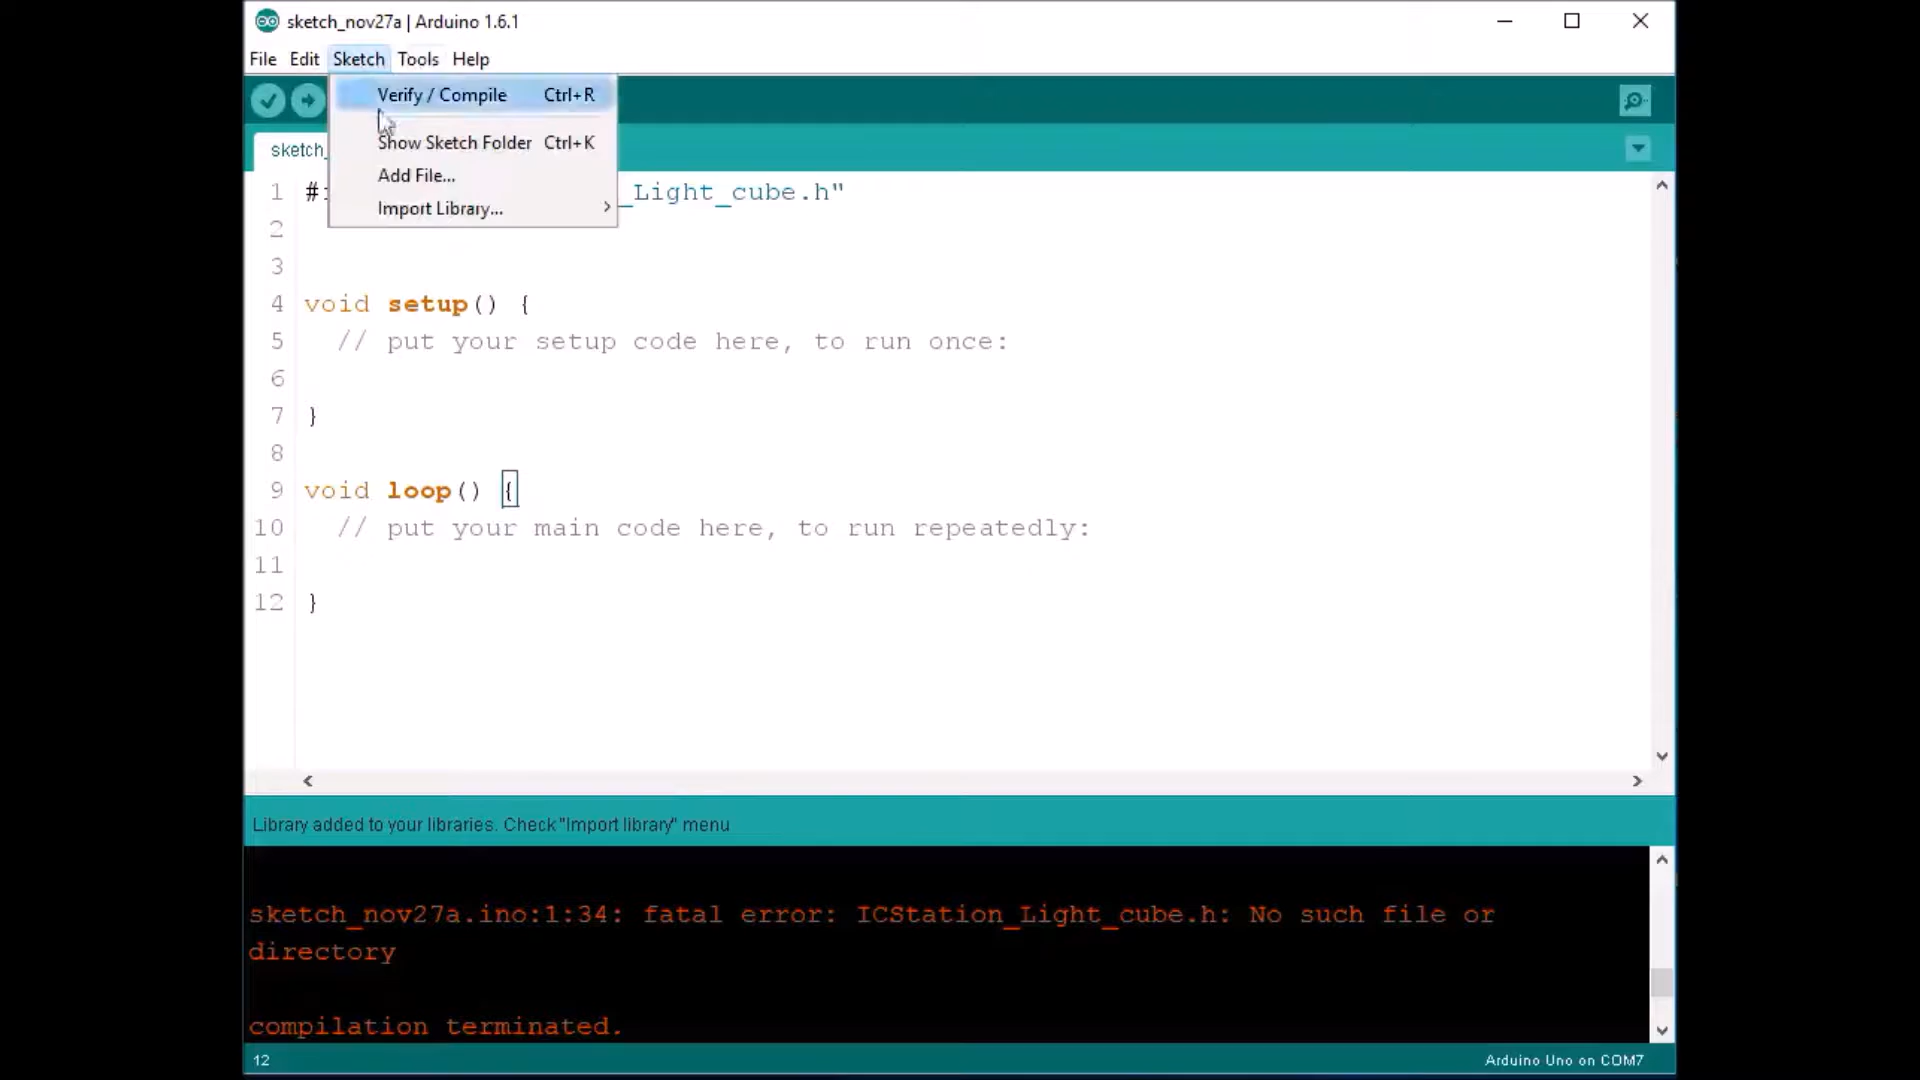 sketch_nov27a | Arduino 1.6.1
File Edit Sketch Tools Help
Verify / Compile Ctrl+R
Show Sketch Folder Ctrl+K
Add File...
Import Library...
sketch_
1 #i _Light_cube.h"
2
3
4 void setup() {
5 // put your setup code here, to run once:
6
7 }
8
9 void loop() {
10 // put your main code here, to run repeatedly:
11
12 }
Library added to your libraries. Check "Import library" menu
sketch_nov27a.ino:1:34: fatal error: ICStation_Light_cube.h: No such file or
directory
compilation terminated.
12 Arduino Uno on COM7